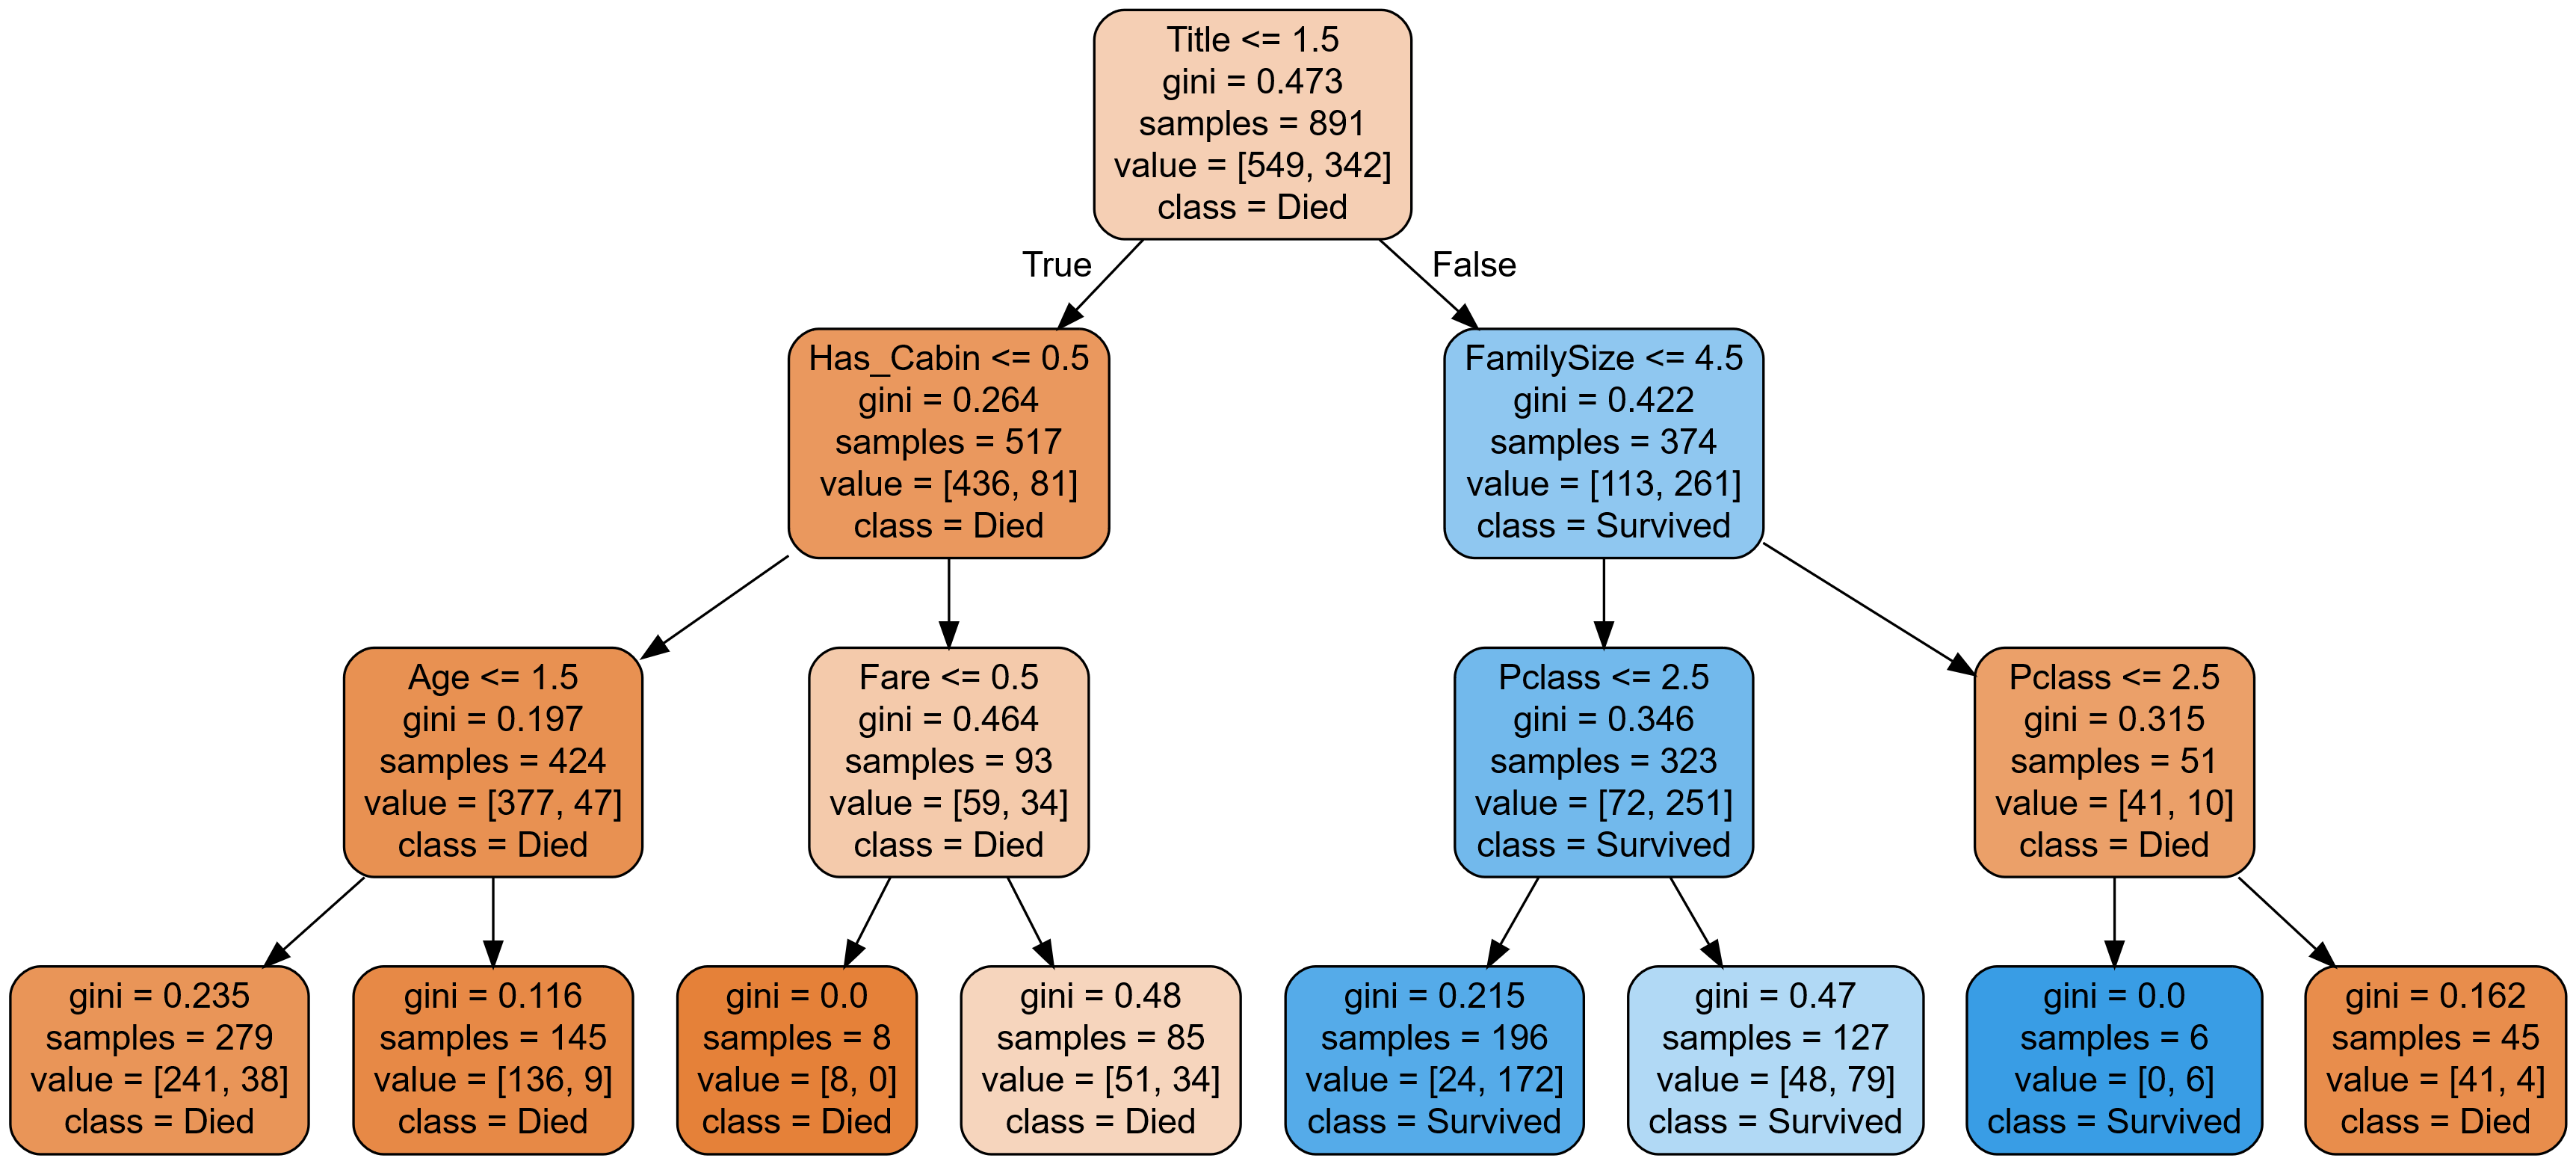 Title <= 1.5
gini = 0.473
samples = 891
value = [549, 342]
class = Died
True
False
Has_Cabin <= 0.5
gini = 0.264
samples = 517
value = [436, 81]
class = Died
FamilySize <= 4.5
gini = 0.422
samples = 374
value = [113, 261]
class = Survived
Age <= 1.5
gini = 0.197
samples = 424
value = [377, 47]
class = Died
Fare <= 0.5
gini = 0.464
samples = 93
value = [59, 34]
class = Died
Pclass <= 2.5
gini = 0.346
samples = 323
value = [72, 251]
class = Survived
Pclass <= 2.5
gini = 0.315
samples = 51
value = [41, 10]
class = Died
gini = 0.235
samples = 279
value = [241, 38]
class = Died
gini = 0.116
samples = 145
value = [136, 9]
class = Died
gini = 0.0
samples = 8
value = [8, 0]
class = Died
gini = 0.48
samples = 85
value = [51, 34]
class = Died
gini = 0.215
samples = 196
value = [24, 172]
class = Survived
gini = 0.47
samples = 127
value = [48, 79]
class = Survived
gini = 0.0
samples = 6
value = [0, 6]
class = Survived
gini = 0.162
samples = 45
value = [41, 4]
class = Died